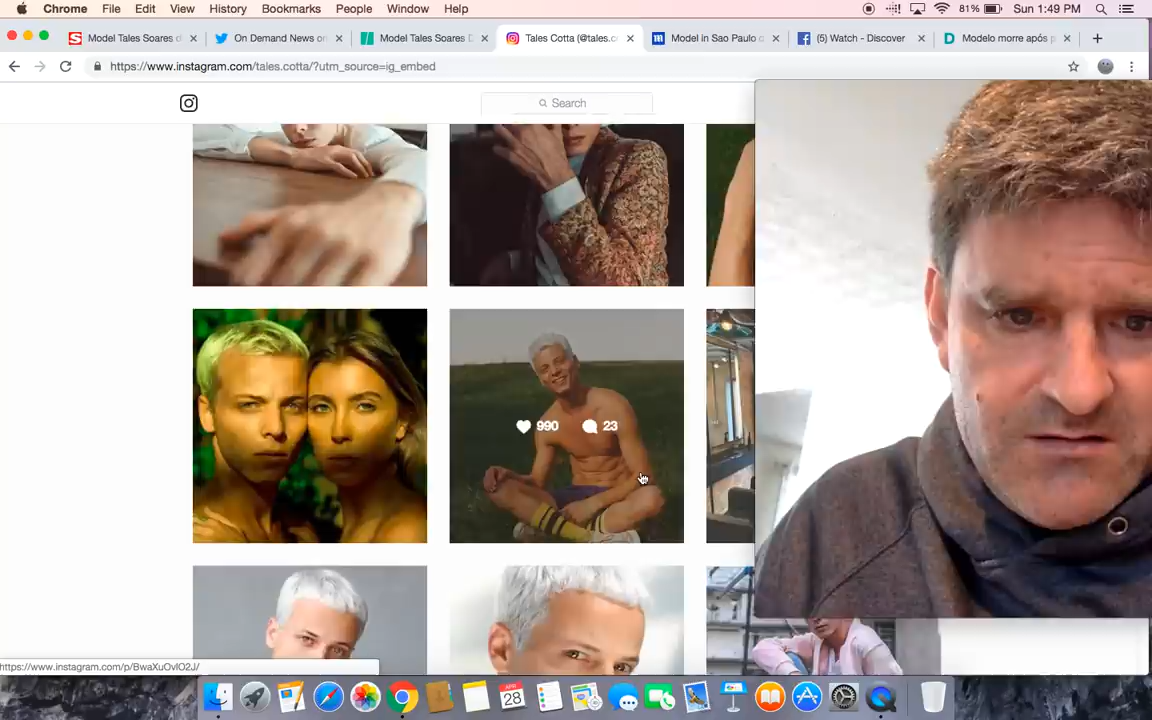 Chrome File Edit View History Bookmarks People Window Help 81% Sun 1:49 PM
Model Tales Soares d On Demand News o Model Tales Soares D Tales Cotta (@tales.c Model in Sao Paulo c (5) Watch - Discover Modelo morre após p
https://www.instagram.com/tales.cotta/?utm_source=ig_embed
Search
990 23
https://www.instagram.com/p/BwaXuOvlO2J/
APR
28